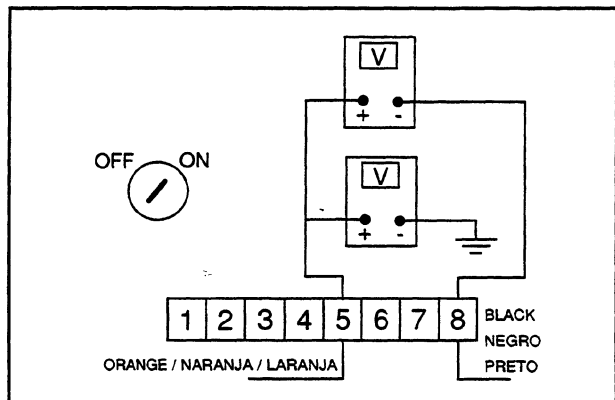 V
+ -
OFF ON
V
+ -
1 2 3 4 5 6 7 8 BLACK
NEGRO
ORANGE / NARANJA / LARANJA PRETO